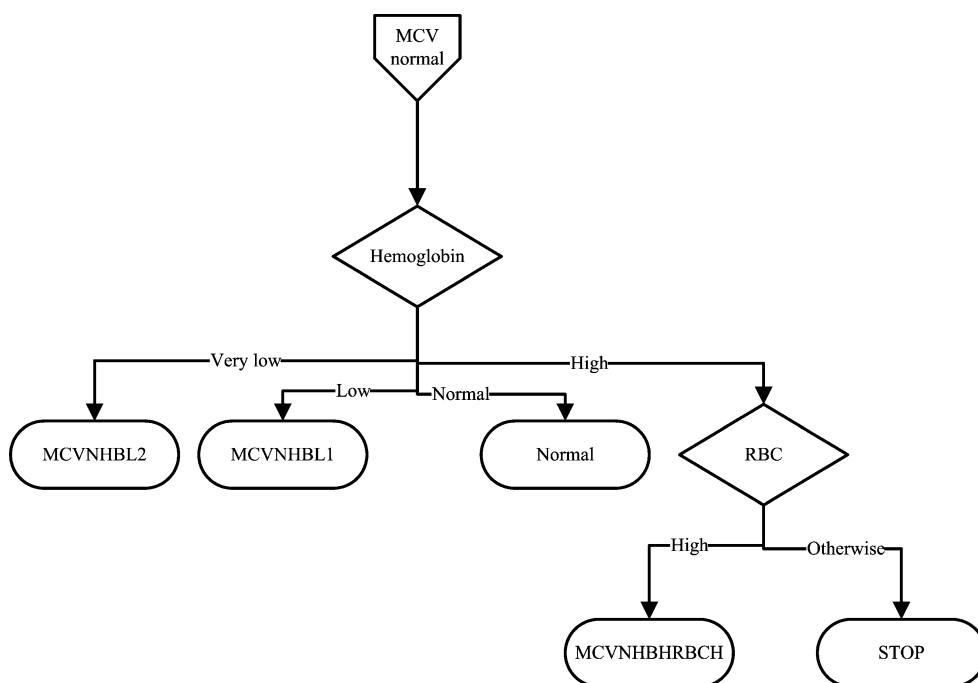 MCV
normal
Hemoglobin
Very low
High
Low
Normal
MCVNHBL2
MCVNHBL1
Normal
RBC
High
Otherwise
MCVNHBHRBCH
STOP